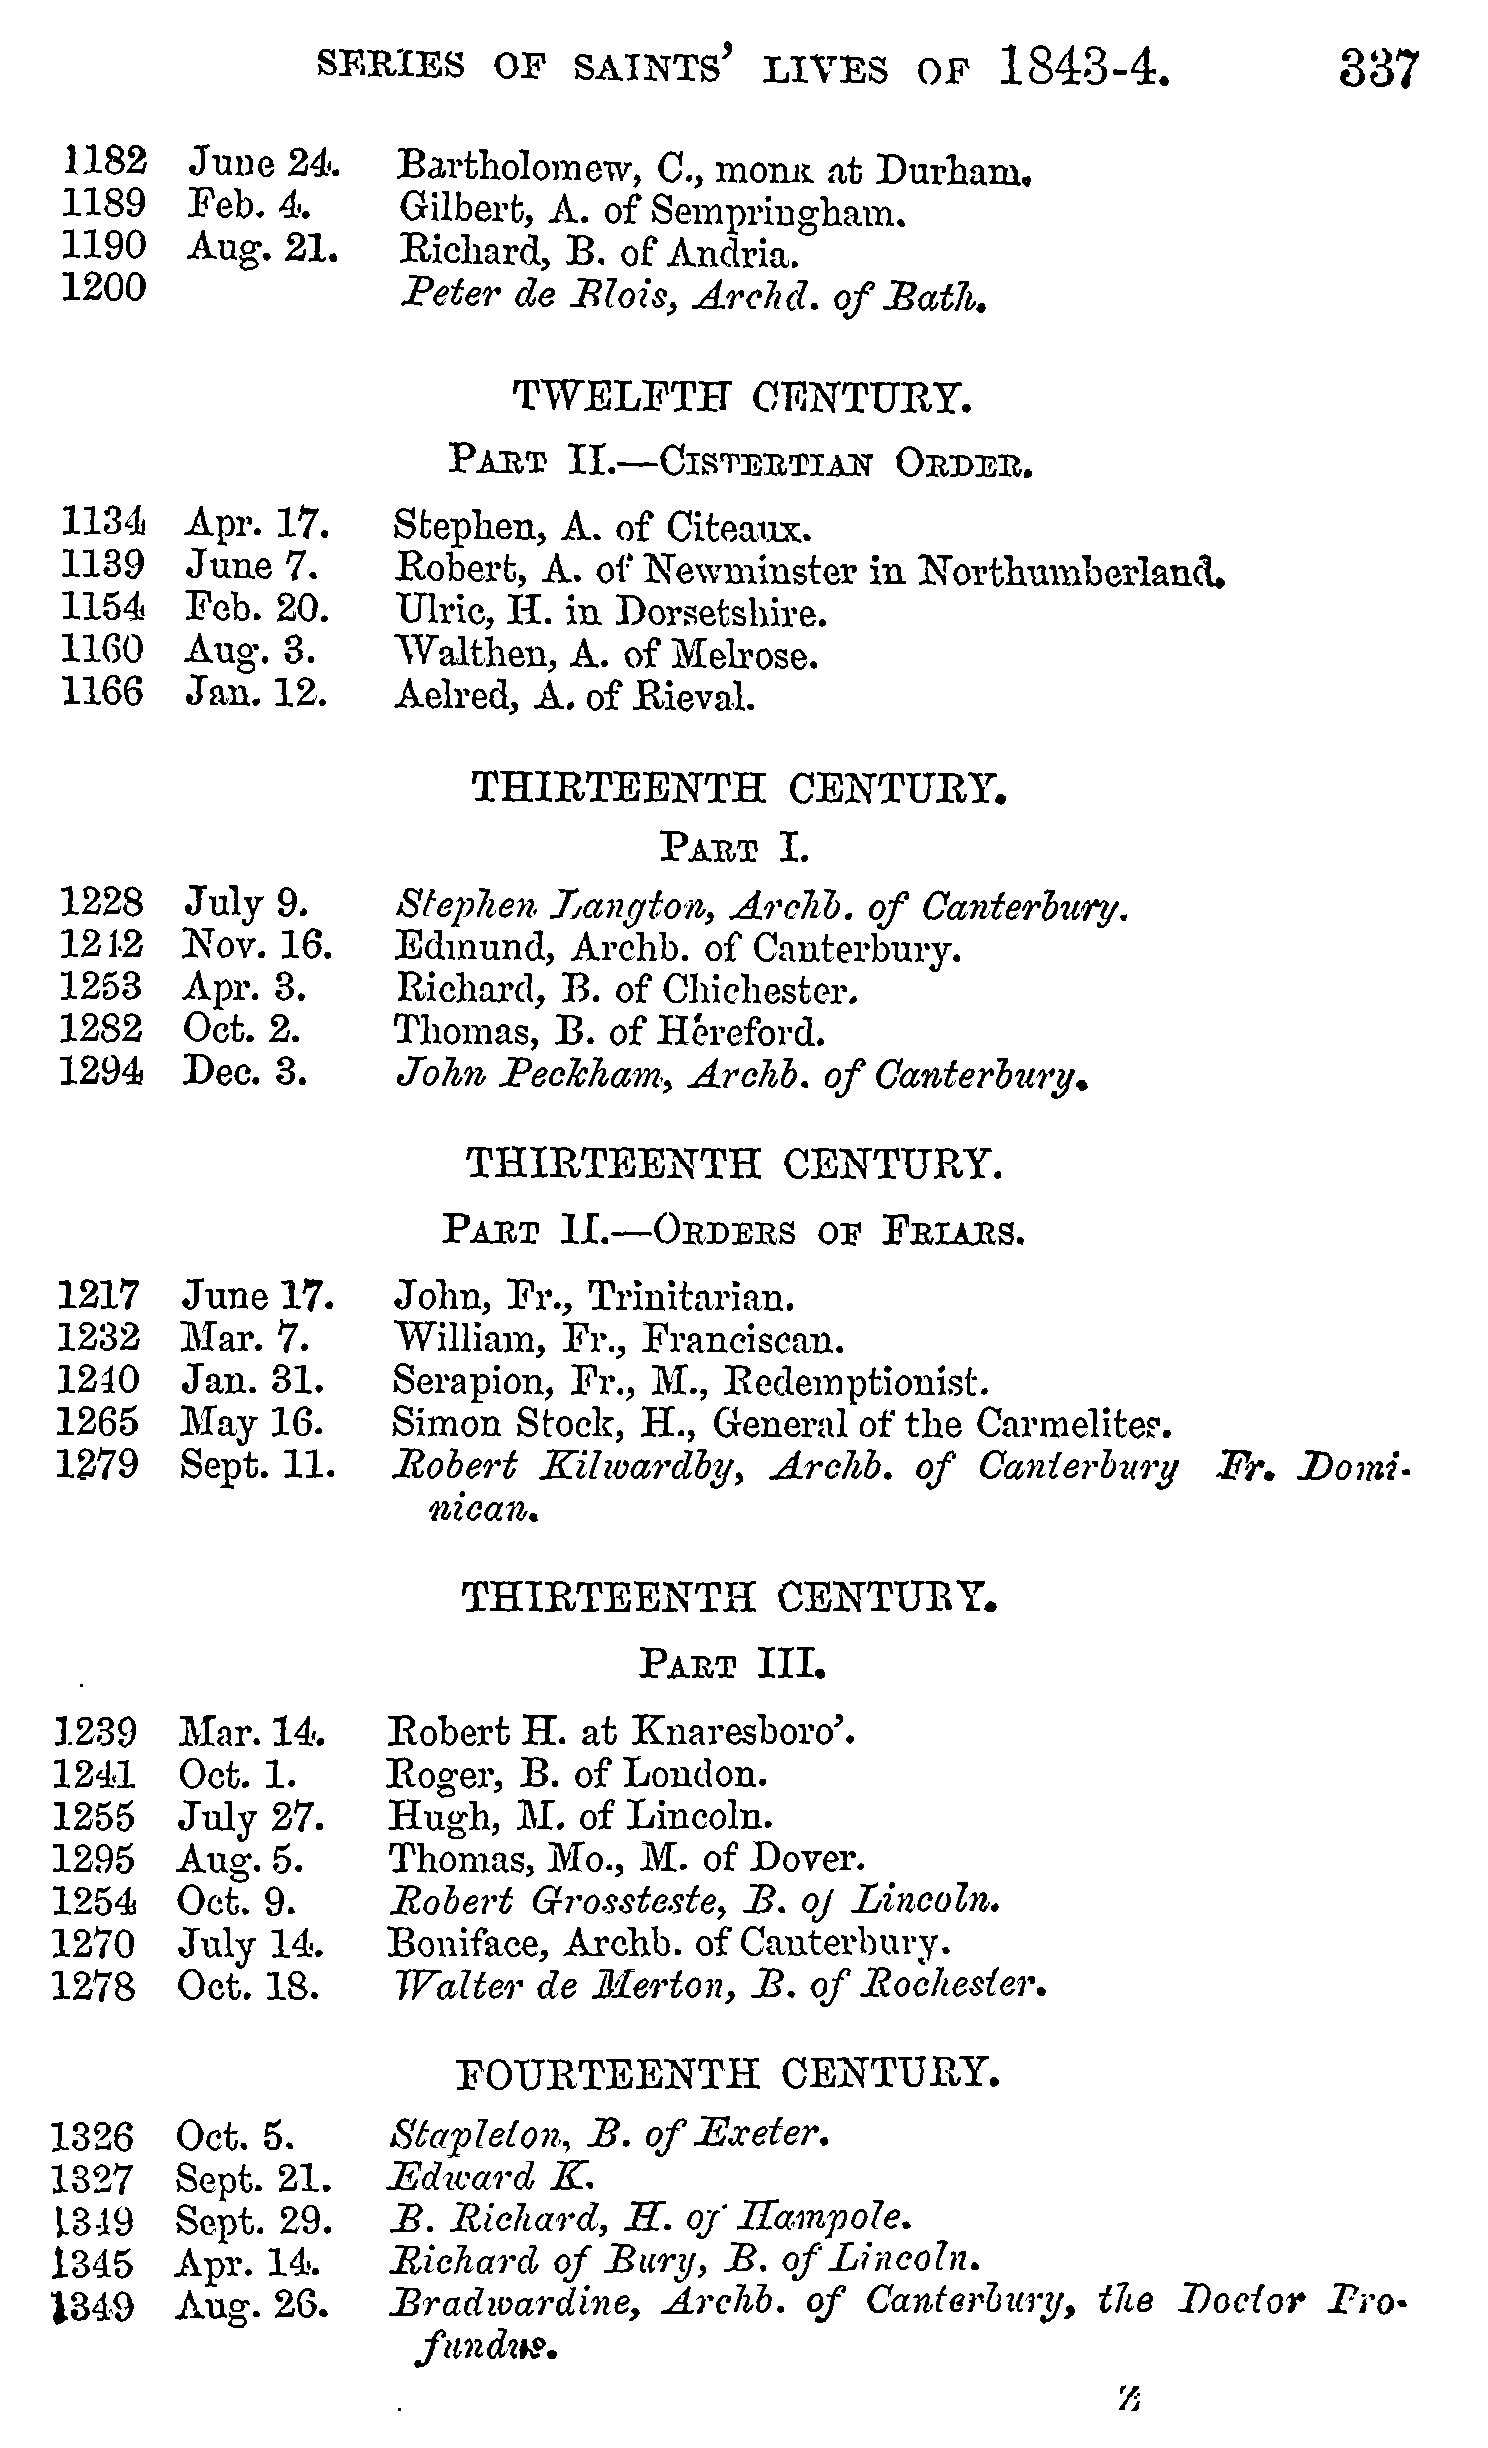 SERIES OF SAINTS' LIVES OF 1843-4. 337
1182 June 24. Bartholomew, C., monk at Durham.
1189 Feb. 4. Gilbert, A. of Sempringham.
1190 Aug. 21. Richard, B. of Andria.
1200 Peter de Blois, Archd. of Bath.
TWELFTH CENTURY.
PART II.—CISTERTIAN ORDER.
1134 Apr. 17. Stephen, A. of Citeaux.
1139 June 7. Robert, A. of Newminster in Northumberland.
1154 Feb. 20. Ulric, H. in Dorsetshire.
1160 Aug. 3. Walthen, A. of Melrose.
1166 Jan. 12. Aelred, A. of Rieval.
THIRTEENTH CENTURY.
PART I.
1228 July 9. Stephen Langton, Archb. of Canterbury.
1242 Nov. 16. Edmund, Archb. of Canterbury.
1253 Apr. 3. Richard, B. of Chichester.
1282 Oct. 2. Thomas, B. of Hereford.
1294 Dec. 3. John Peckham, Archb. of Canterbury.
THIRTEENTH CENTURY.
PART II.—ORDERS OF FRIARS.
1217 June 17. John, Fr., Trinitarian.
1232 Mar. 7. William, Fr., Franciscan.
1240 Jan. 31. Serapion, Fr., M., Redemptionist.
1265 May 16. Simon Stock, H., General of the Carmelites.
1279 Sept. 11. Robert Kilwardby, Archb. of Canterbury Fr. Domi-
nican.
THIRTEENTH CENTURY.
PART III.
1239 Mar. 14. Robert H. at Knaresboro'.
1241 Oct. 1. Roger, B. of London.
1255 July 27. Hugh, M. of Lincoln.
1295 Aug. 5. Thomas, Mo., M. of Dover.
1254 Oct. 9. Robert Grossteste, B. of Lincoln.
1270 July 14. Boniface, Archb. of Canterbury.
1278 Oct. 18. Walter de Merton, B. of Rochester.
FOURTEENTH CENTURY.
1326 Oct. 5. Stapleton, B. of Exeter.
1327 Sept. 21. Edward K.
1349 Sept. 29. B. Richard, H. of Hampole.
1345 Apr. 14. Richard of Bury, B. of Lincoln.
1349 Aug. 26. Bradwardine, Archb. of Canterbury, the Doctor Pro-
fundus.
Z